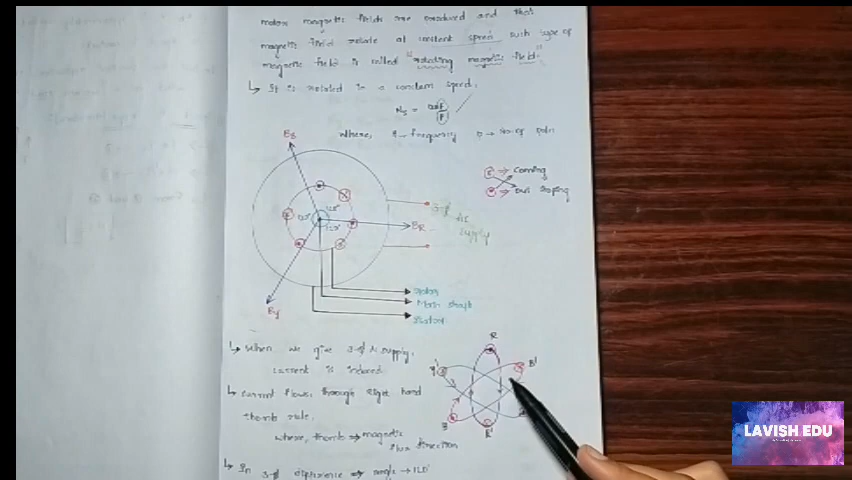 motor magnetic fields are produced and that
magnetic field rotate at constant speed such type of
magnetic field is called "rotating magnetic field"
↳ It is rotated in a constant speed.
Ns =
where, f → frequency p → No. of poles
→ coming
→ out going
BB
120°
120°
120°
BR
BY
3-ϕ
AC
supply
Rotor
Main shaft
Stator
↳ when we give 3-ϕ AC supply,
current is induced.
↳ current flows through right hand
thumb rule.
where, thumb → magnetic
flux direction
↳ In 3-ϕ difference → angle → 120°
R
Y'
B'
B
R'
LAVISH EDU